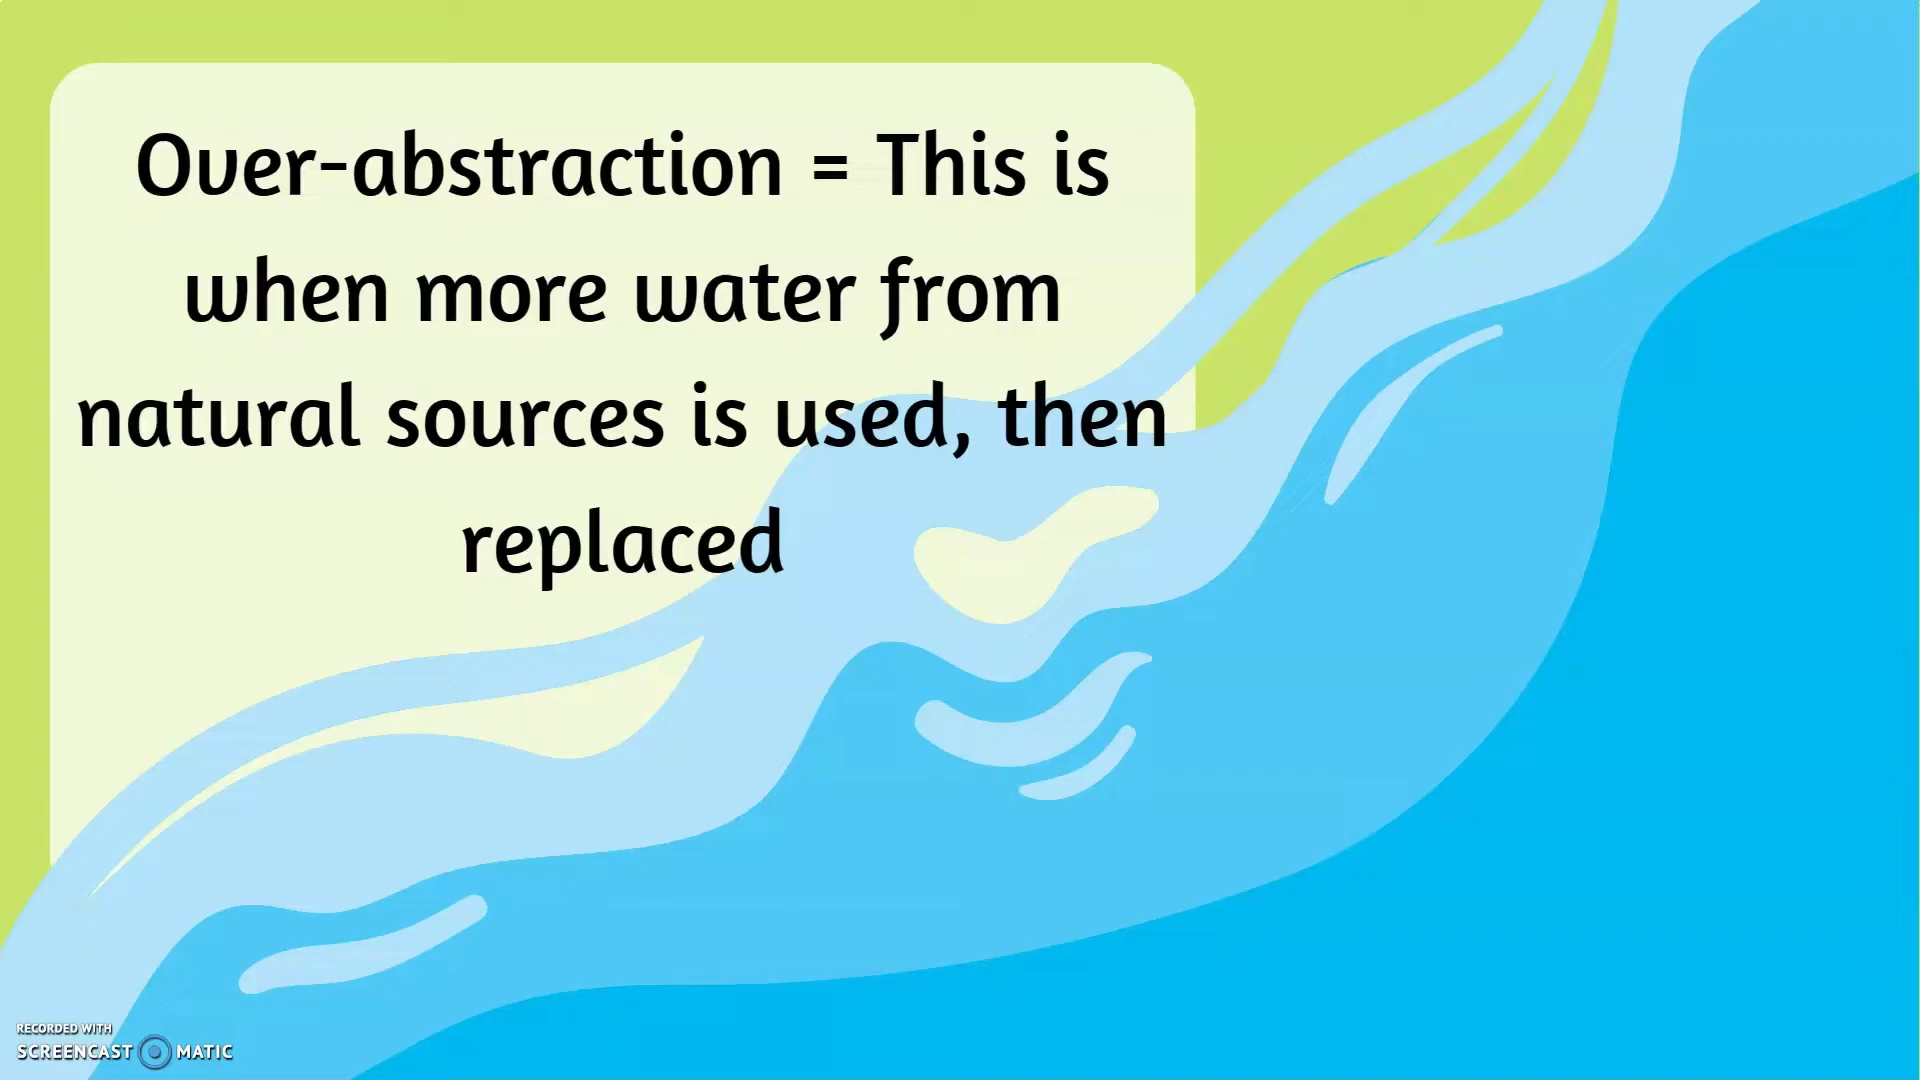 Over-abstraction = This is
when more water from
natural sources is used, then
replaced
RECORDED WITH
SCREENCAST MATIC